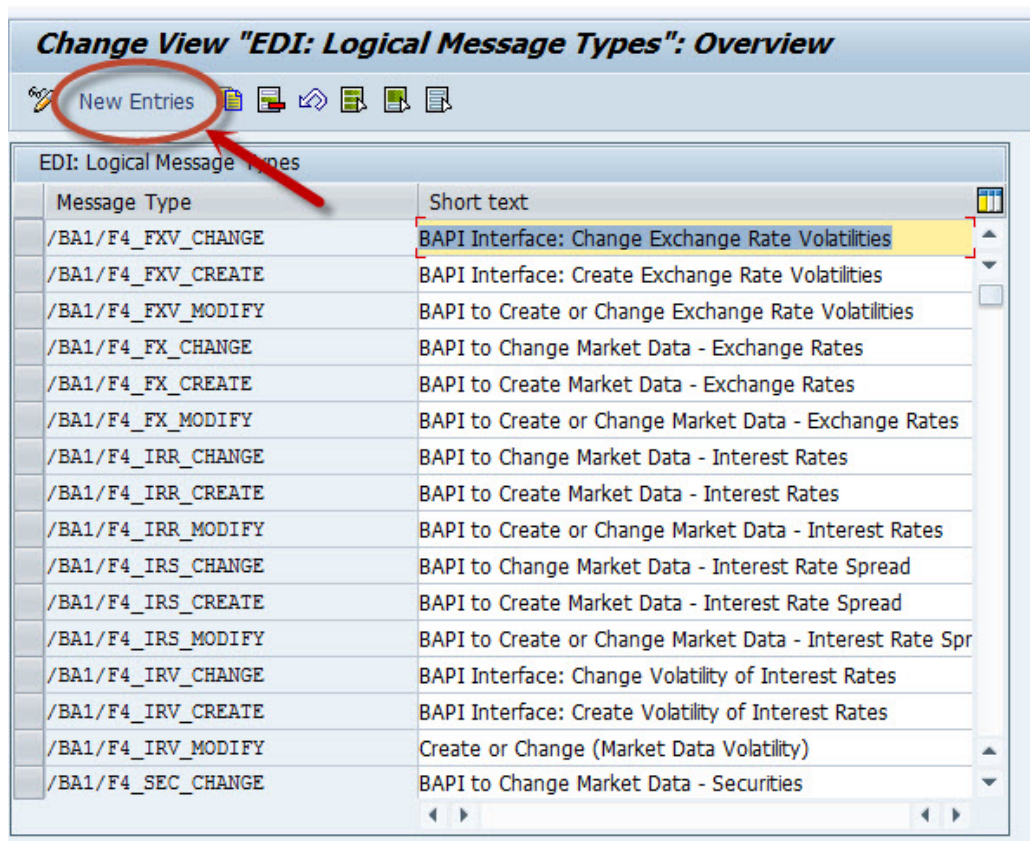 Change View "EDI: Logical Message Types": Overview
New Entries
EDI: Logical Message Types
Message Type Short text
/BA1/F4_FXV_CHANGE BAPI Interface: Change Exchange Rate Volatilities
/BA1/F4_FXV_CREATE BAPI Interface: Create Exchange Rate Volatilities
/BA1/F4_FXV_MODIFY BAPI to Create or Change Exchange Rate Volatilities
/BA1/F4_FX_CHANGE BAPI to Change Market Data - Exchange Rates
/BA1/F4_FX_CREATE BAPI to Create Market Data - Exchange Rates
/BA1/F4_FX_MODIFY BAPI to Create or Change Market Data - Exchange Rates
/BA1/F4_IRR_CHANGE BAPI to Change Market Data - Interest Rates
/BA1/F4_IRR_CREATE BAPI to Create Market Data - Interest Rates
/BA1/F4_IRR_MODIFY BAPI to Create or Change Market Data - Interest Rates
/BA1/F4_IRS_CHANGE BAPI to Change Market Data - Interest Rate Spread
/BA1/F4_IRS_CREATE BAPI to Create Market Data - Interest Rate Spread
/BA1/F4_IRS_MODIFY BAPI to Create or Change Market Data - Interest Rate Spr
/BA1/F4_IRV_CHANGE BAPI Interface: Change Volatility of Interest Rates
/BA1/F4_IRV_CREATE BAPI Interface: Create Volatility of Interest Rates
/BA1/F4_IRV_MODIFY Create or Change (Market Data Volatility)
/BA1/F4_SEC_CHANGE BAPI to Change Market Data - Securities